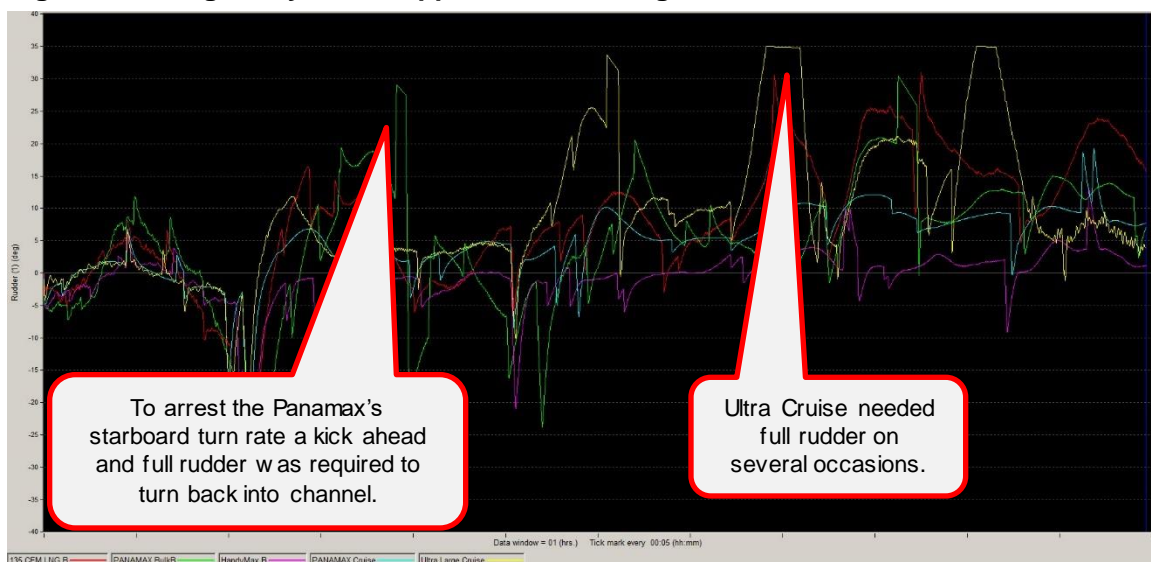 40
35
30
25
20
15
10
5
0
-5
-10
-15
-20
-25
-30
-35
-40
Rudder (1) (deg)
To arrest the Panamax's
starboard turn rate a kick ahead
and full rudder was required to
turn back into channel.
Ultra Cruise needed
full rudder on
several occasions.
Data window = 01 (hrs.) Tick mark every 00:05 (hh:mm)
PANAMAX BulkB HandyMax B PANAMAX Cruise Ultra Large Cruise